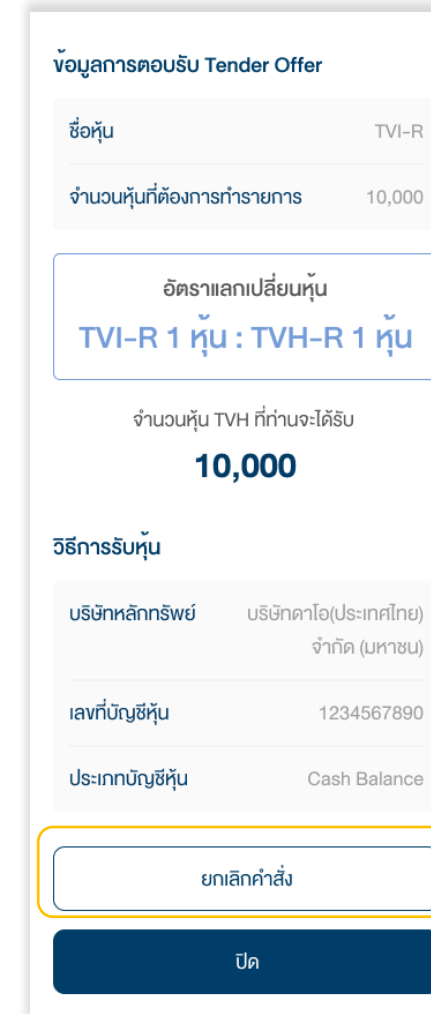 ข้อมูลการตอบรับ Tender Offer
ชื่อหุ้น TVI-R
จำนวนหุ้นที่ต้องการทำรายการ 10,000
อัตราแลกเปลี่ยนหุ้น
TVI-R 1 หุ้น : TVH-R 1 หุ้น
จำนวนหุ้น TVH ที่ท่านจะได้รับ
10,000
วิธีการรับหุ้น
บริษัทหลักทรัพย์ บริษัทดาโอ(ประเทศไทย)
จำกัด (มหาชน)
เลขที่บัญชีหุ้น 1234567890
ประเภทบัญชีหุ้น Cash Balance
ยกเลิกคำสั่ง
ปิด